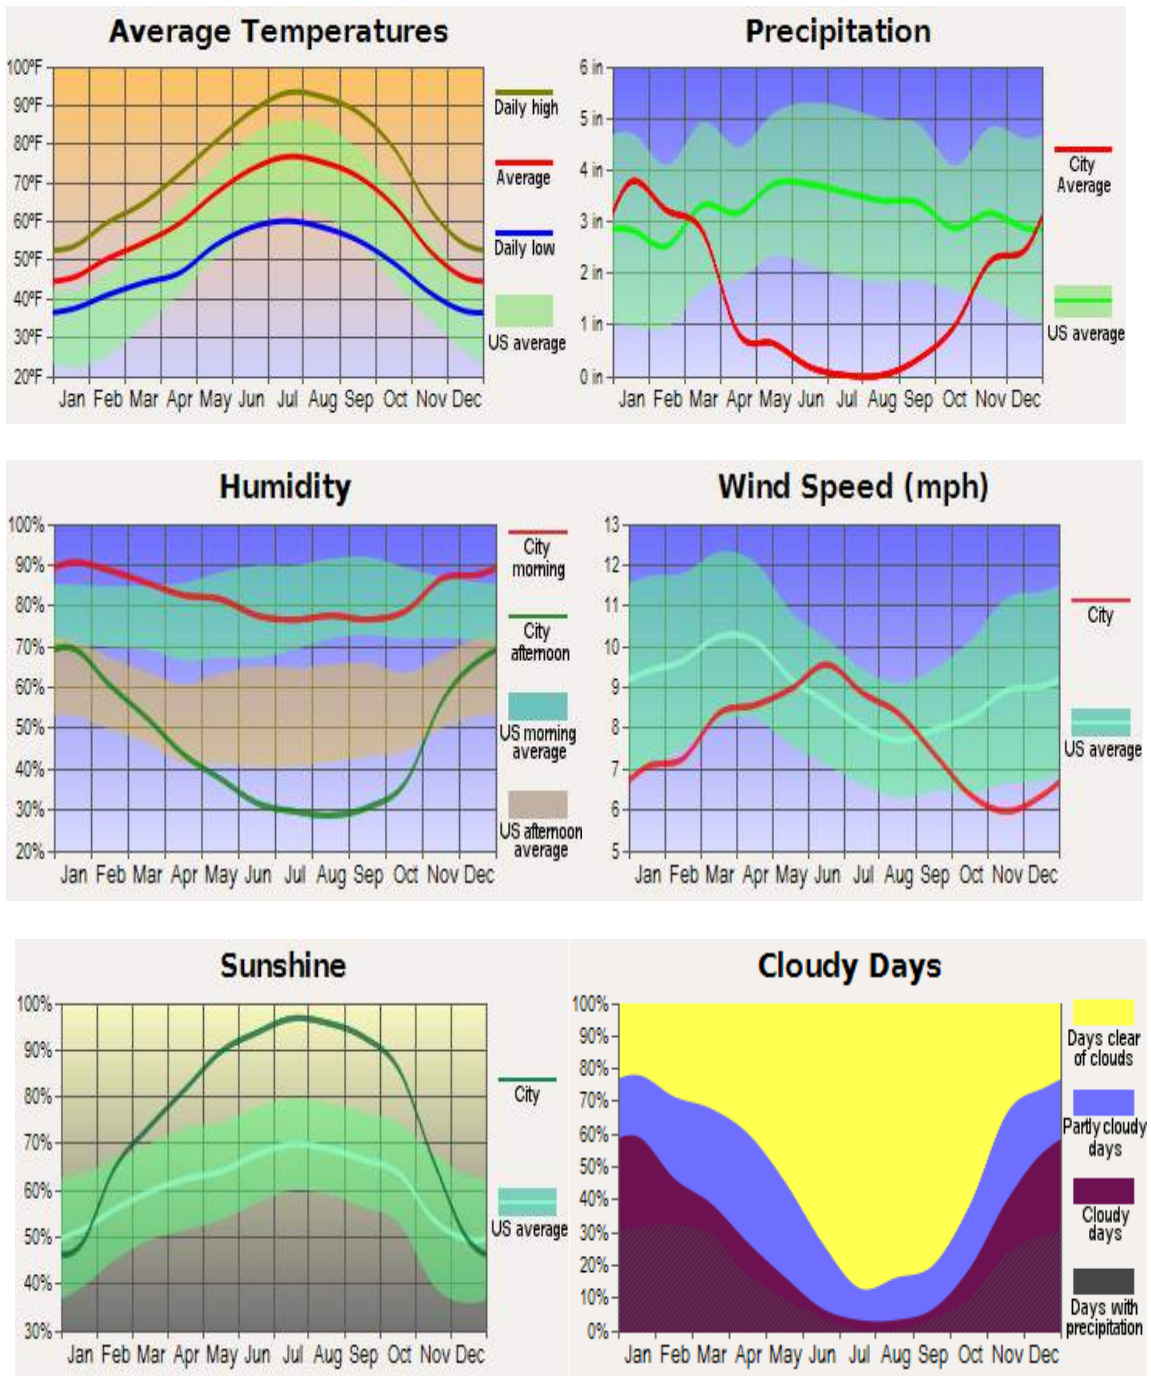 Average Temperatures
100ºF
90ºF
80ºF
70ºF
60ºF
50ºF
40ºF
30ºF
20ºF
Jan Feb Mar Apr May Jun Jul Aug Sep Oct Nov Dec
Daily high
Average
Daily low
US average
Precipitation
6 in
5 in
4 in
3 in
2 in
1 in
0 in
Jan Feb Mar Apr May Jun Jul Aug Sep Oct Nov Dec
City
Average
US average
Humidity
100%
90%
80%
70%
60%
50%
40%
30%
20%
Jan Feb Mar Apr May Jun Jul Aug Sep Oct Nov Dec
City
morning
City
afternoon
US morning
average
US afternoon
average
Wind Speed (mph)
13
12
11
10
9
8
7
6
5
Jan Feb Mar Apr May Jun Jul Aug Sep Oct Nov Dec
City
US average
Sunshine
100%
90%
80%
70%
60%
50%
40%
30%
Jan Feb Mar Apr May Jun Jul Aug Sep Oct Nov Dec
City
US average
Cloudy Days
100%
90%
80%
70%
60%
50%
40%
30%
20%
10%
0%
Jan Feb Mar Apr May Jun Jul Aug Sep Oct Nov Dec
Days clear
of clouds
Partly cloudy
days
Cloudy
days
Days with
precipitation